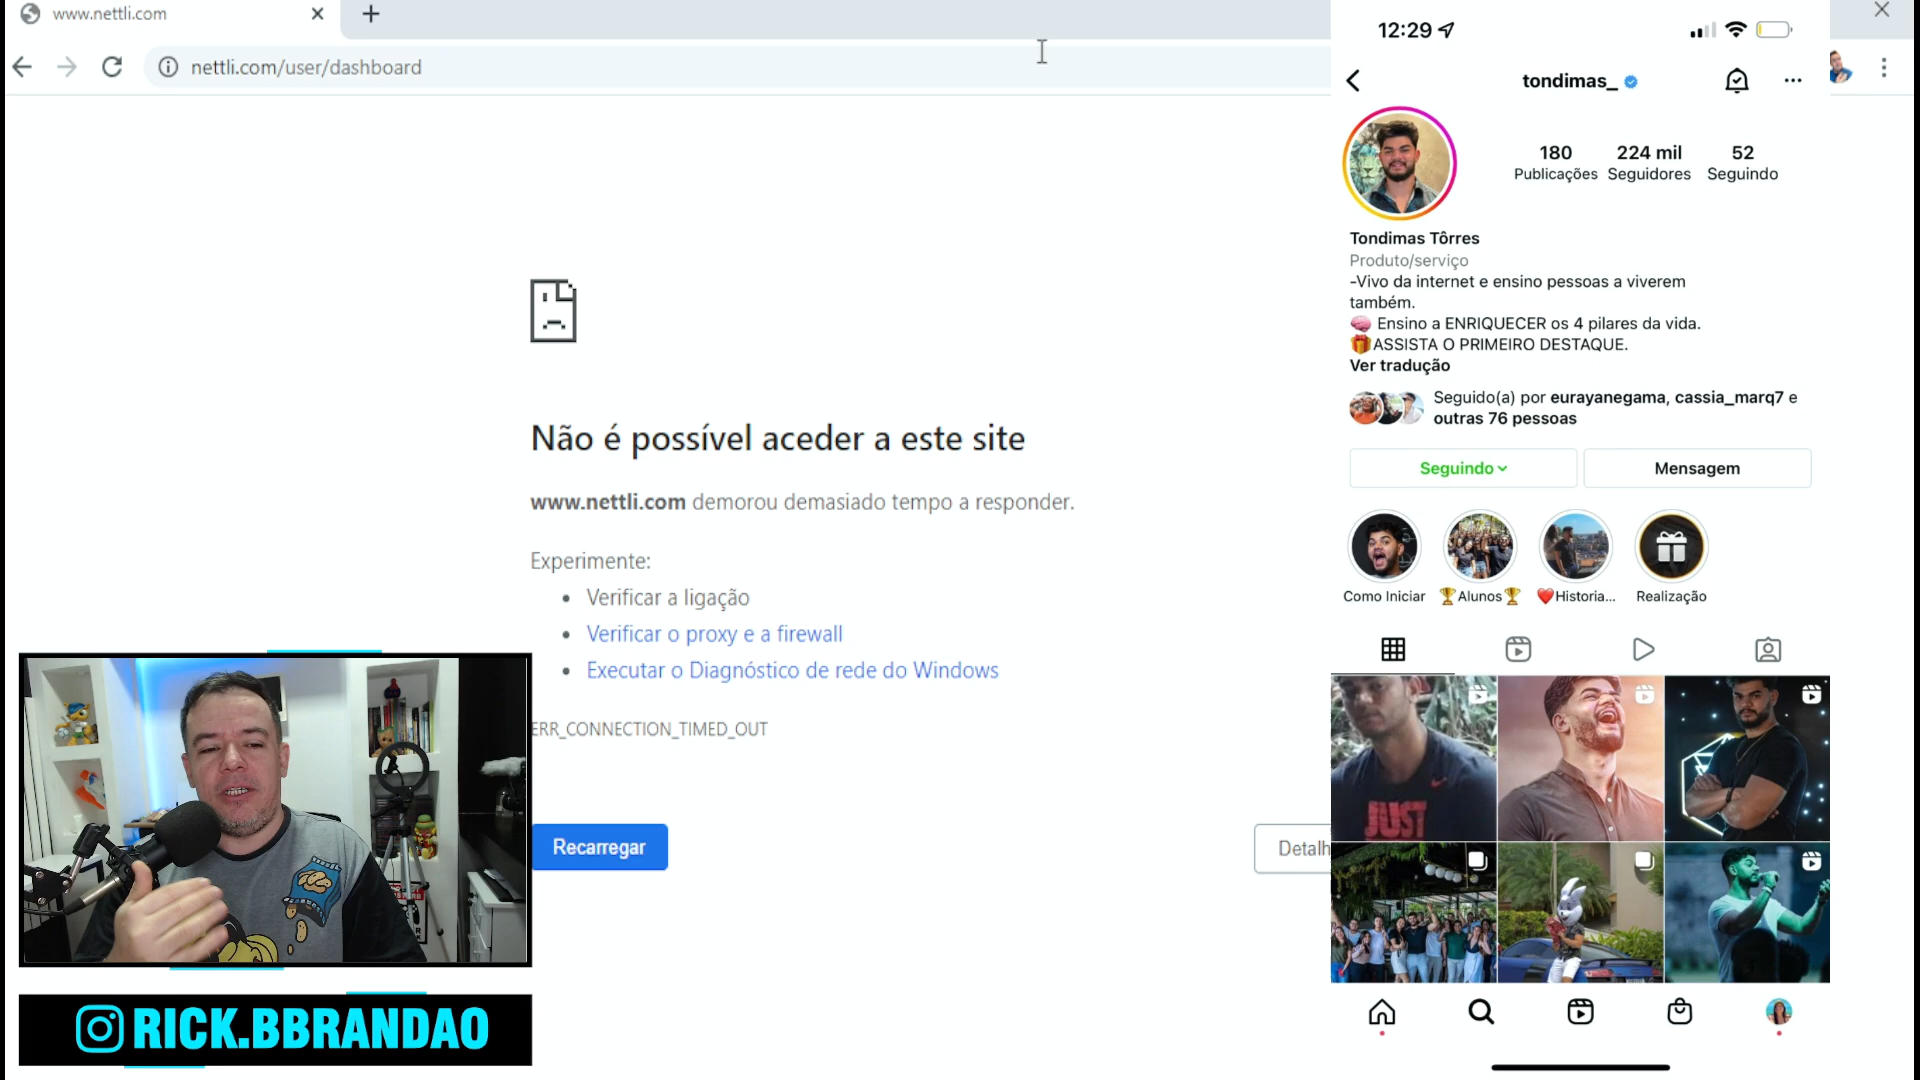 www.nettli.com
nettli.com/user/dashboard
Não é possível aceder a este site
www.nettli.com demorou demasiado tempo a responder.
Experimente:
Verificar a ligação
Verificar o proxy e a firewall
Executar o Diagnóstico de rede do Windows
ERR_CONNECTION_TIMED_OUT
Recarregar
Detalh
RICK.BBRANDAO
12:29
tondimas_
180
224 mil
52
Publicações
Seguidores
Seguindo
Tondimas Tôrres
Produto/serviço
-Vivo da internet e ensino pessoas a viverem
também.
🧠 Ensino a ENRIQUECER os 4 pilares da vida.
🎁ASSISTA O PRIMEIRO DESTAQUE.
Ver tradução
Seguido(a) por eurayanegama, cassia_marq7 e
outras 76 pessoas
Seguindo
Mensagem
Como Iniciar
🏆Alunos🏆
❤️Historia...
Realização
JUST